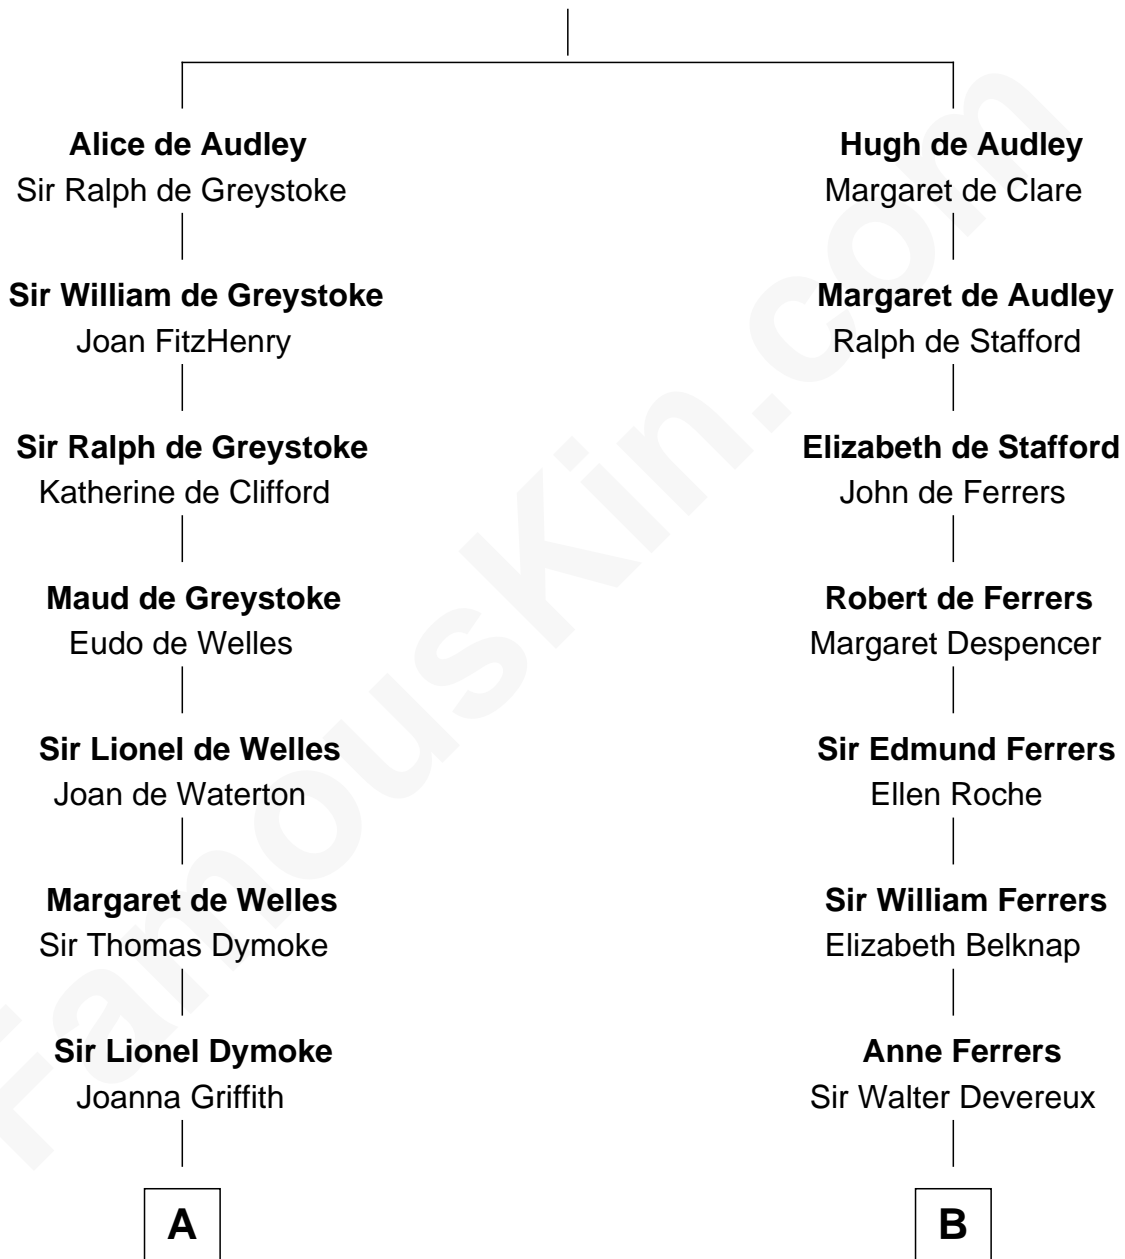 Alice de Audley
Sir Ralph de Greystoke
Sir William de Greystoke
Joan FitzHenry
Sir Ralph de Greystoke
Katherine de Clifford
Maud de Greystoke
Eudo de Welles
Sir Lionel de Welles
Joan de Waterton
Margaret de Welles
Sir Thomas Dymoke
Sir Lionel Dymoke
Joanna Griffith
A
Hugh de Audley
Margaret de Clare
Margaret de Audley
Ralph de Stafford
Elizabeth de Stafford
John de Ferrers
Robert de Ferrers
Margaret Despencer
Sir Edmund Ferrers
Ellen Roche
Sir William Ferrers
Elizabeth Belknap
Anne Ferrers
Sir Walter Devereux
B
FamousKin.com